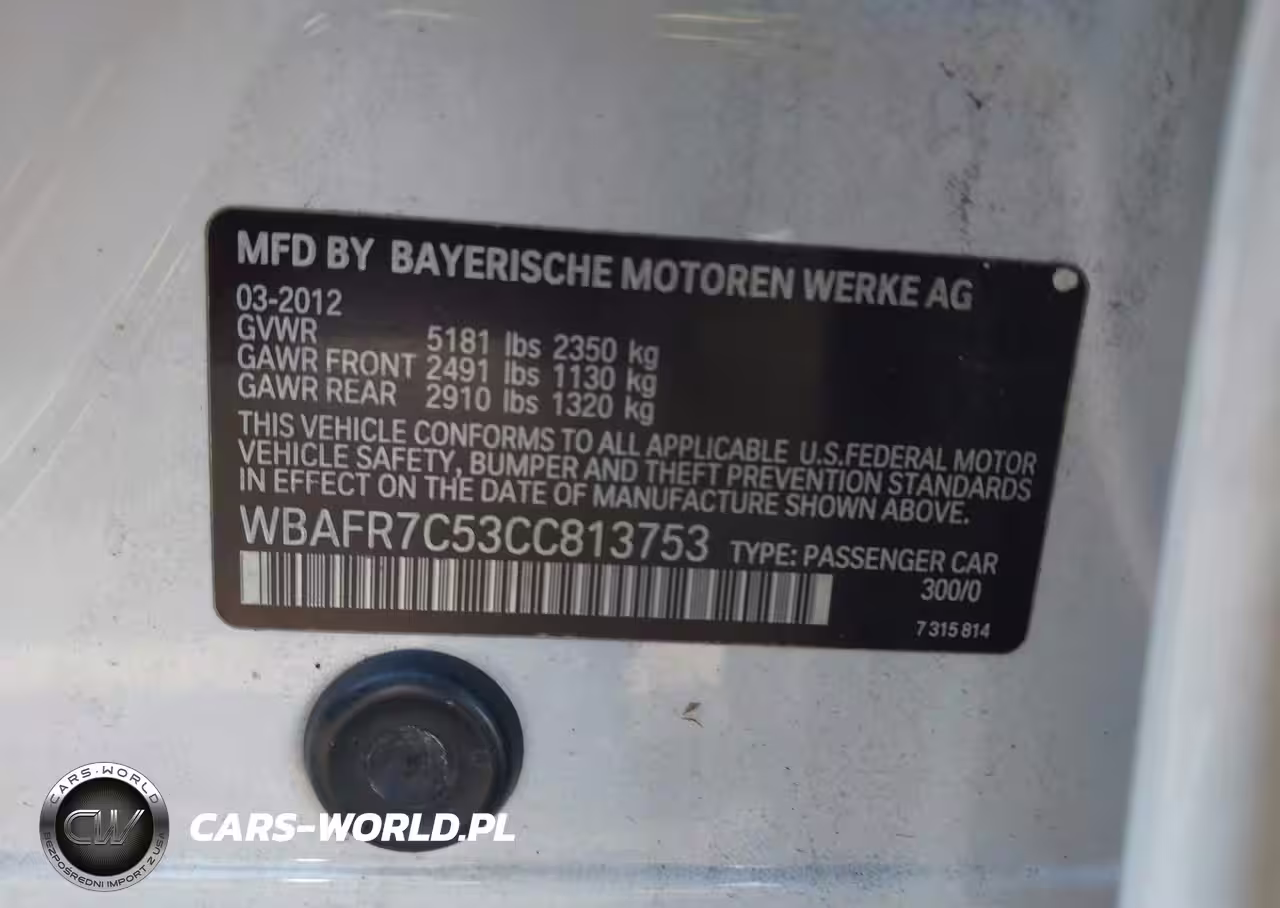 MFD BY BAYERISCHE MOTOREN WERKE AG
03-2012
GVWR 5181 lbs 2350 kg
GAWR FRONT 2491 lbs 1130 kg
GAWR REAR 2910 lbs 1320 kg
THIS VEHICLE CONFORMS TO ALL APPLICABLE U.S.FEDERAL MOTOR
VEHICLE SAFETY, BUMPER AND THEFT PREVENTION STANDARDS
IN EFFECT ON THE DATE OF MANUFACTURE SHOWN ABOVE.
WBAFR7C53CC813753 TYPE: PASSENGER CAR
300/0
7 315 814
CARS-WORLD
CW
BEZPOŚREDNI IMPORT Z USA
CARS-WORLD.PL